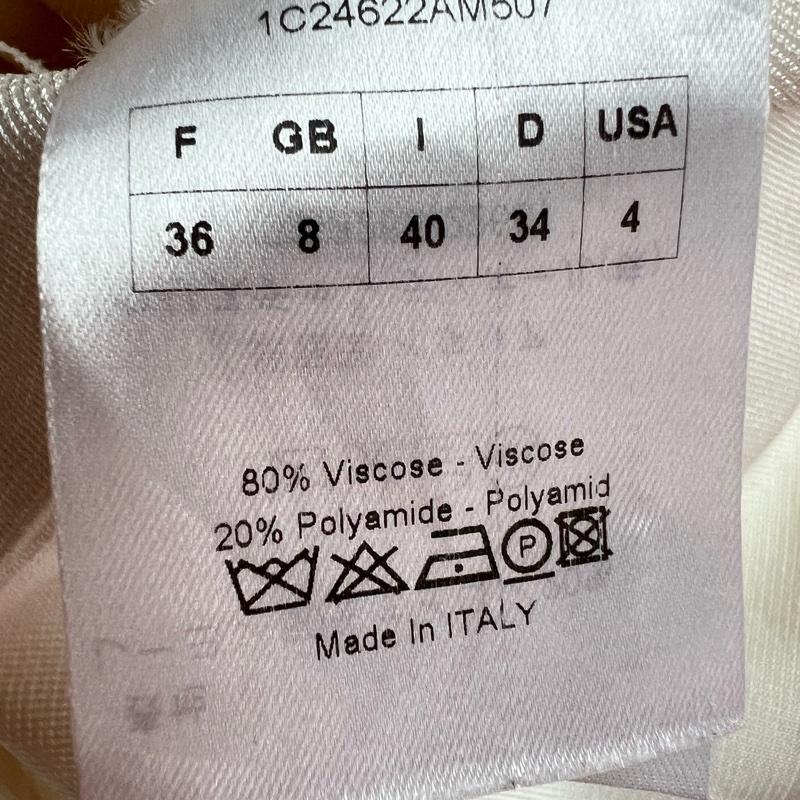 1C24622AM507
F GB I D USA
36 8 40 34 4
80% Viscose - Viscose
20% Polyamide - Polyamid
P
Made In ITALY